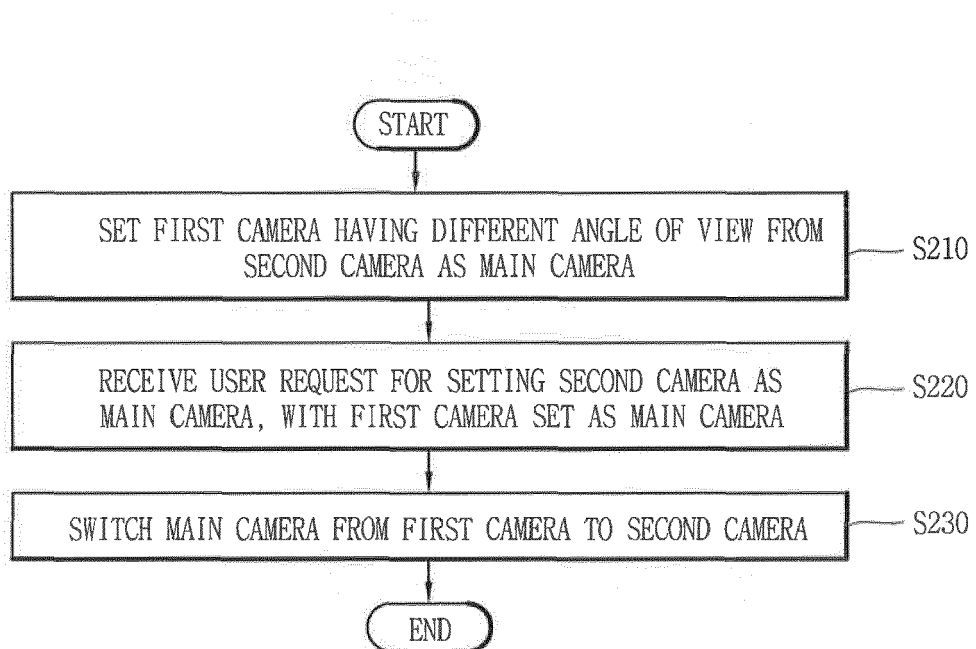 START
SET FIRST CAMERA HAVING DIFFERENT ANGLE OF VIEW FROM
SECOND CAMERA AS MAIN CAMERA
S210
RECEIVE USER REQUEST FOR SETTING SECOND CAMERA AS
MAIN CAMERA, WITH FIRST CAMERA SET AS MAIN CAMERA
S220
SWITCH MAIN CAMERA FROM FIRST CAMERA TO SECOND CAMERA
S230
END